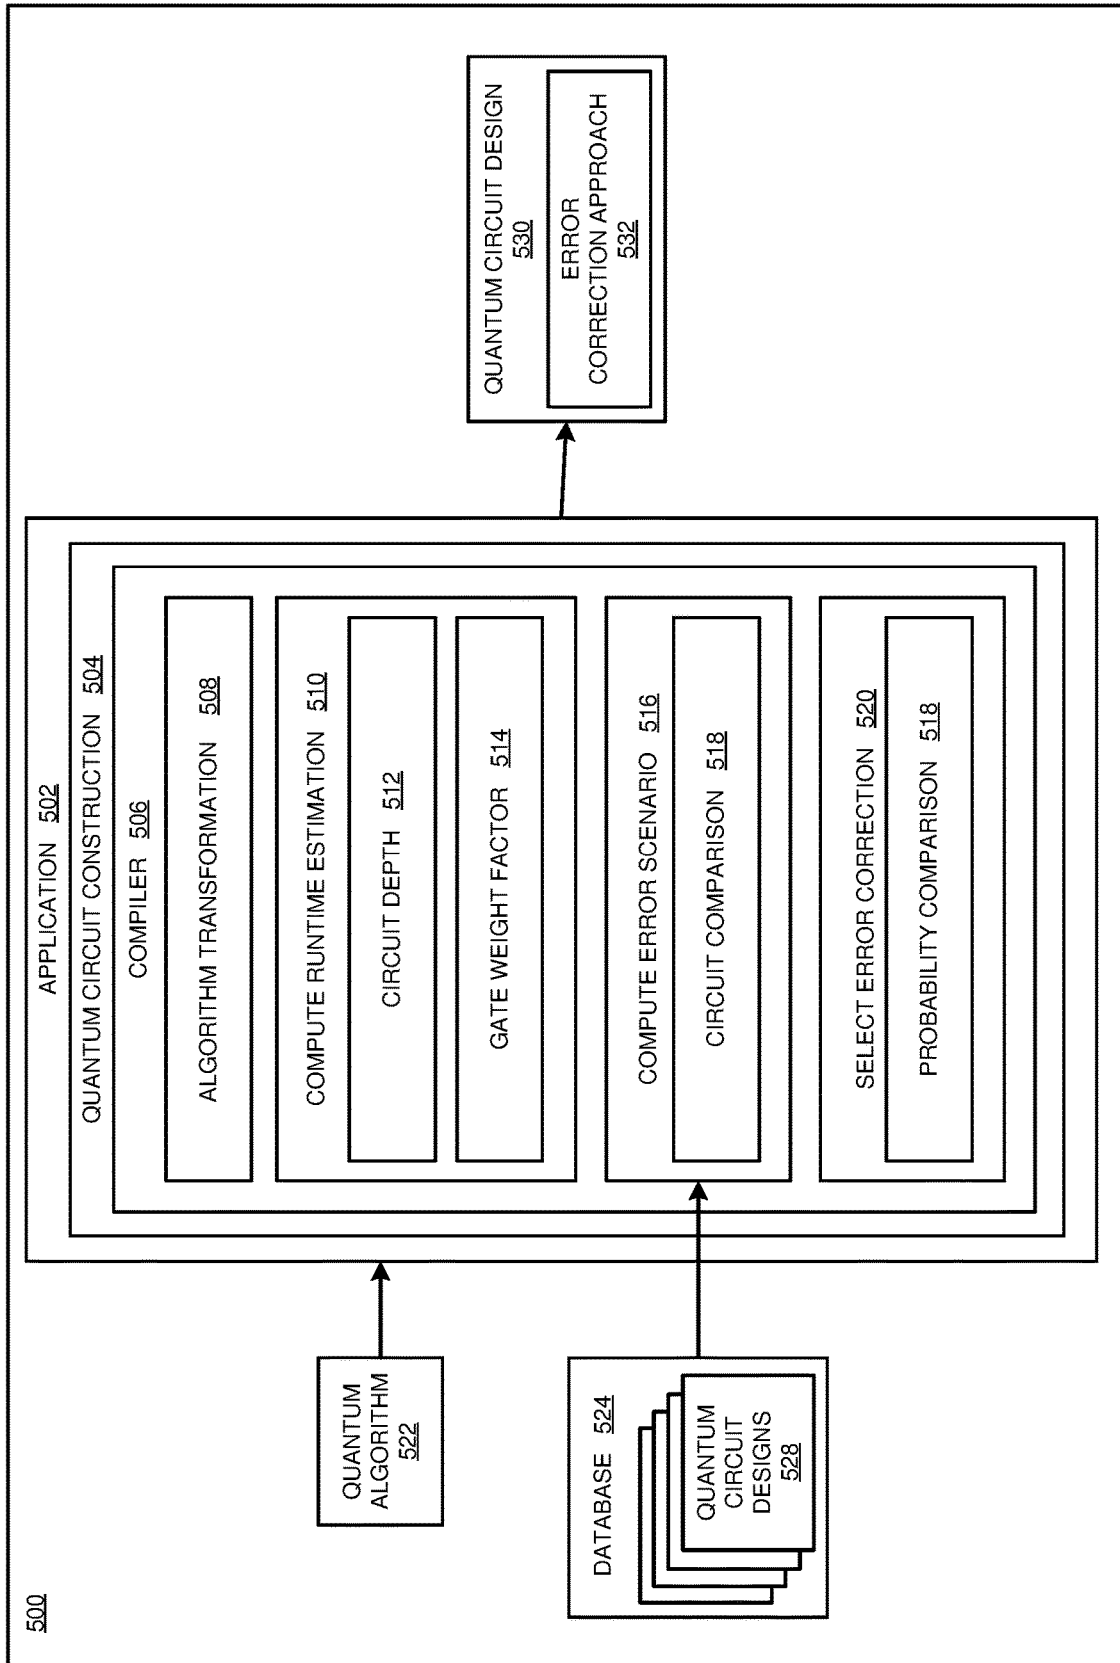 500
QUANTUM
ALGORITHM
522
DATABASE 524
QUANTUM
CIRCUIT
DESIGNS
528
APPLICATION 502
QUANTUM CIRCUIT CONSTRUCTION 504
COMPILER 506
ALGORITHM TRANSFORMATION 508
COMPUTE RUNTIME ESTIMATION 510
CIRCUIT DEPTH 512
GATE WEIGHT FACTOR 514
COMPUTE ERROR SCENARIO 516
CIRCUIT COMPARISON 518
SELECT ERROR CORRECTION 520
PROBABILITY COMPARISON 518
QUANTUM CIRCUIT DESIGN
530
ERROR
CORRECTION APPROACH
532